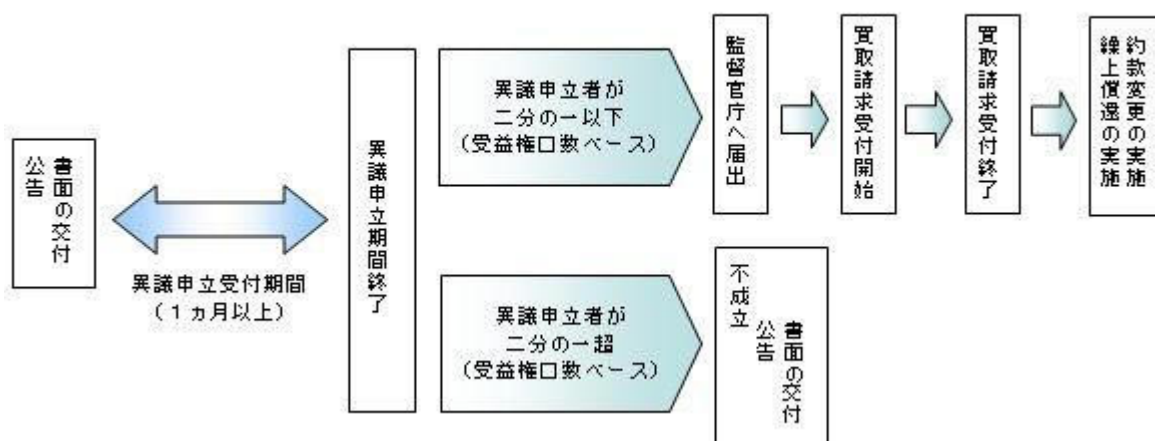 書面の交付
公告
異議申立受付期間
（１ヵ月以上）
異議申立期間終了
異議申立者が
二分の一以下
（受益権口数ベース）
監督官庁へ届出
買取請求受付開始
買取請求受付終了
約款変更の実施
繰上償還の実施
異議申立者が
二分の一超
（受益権口数ベース）
不成立
書面の交付
公告